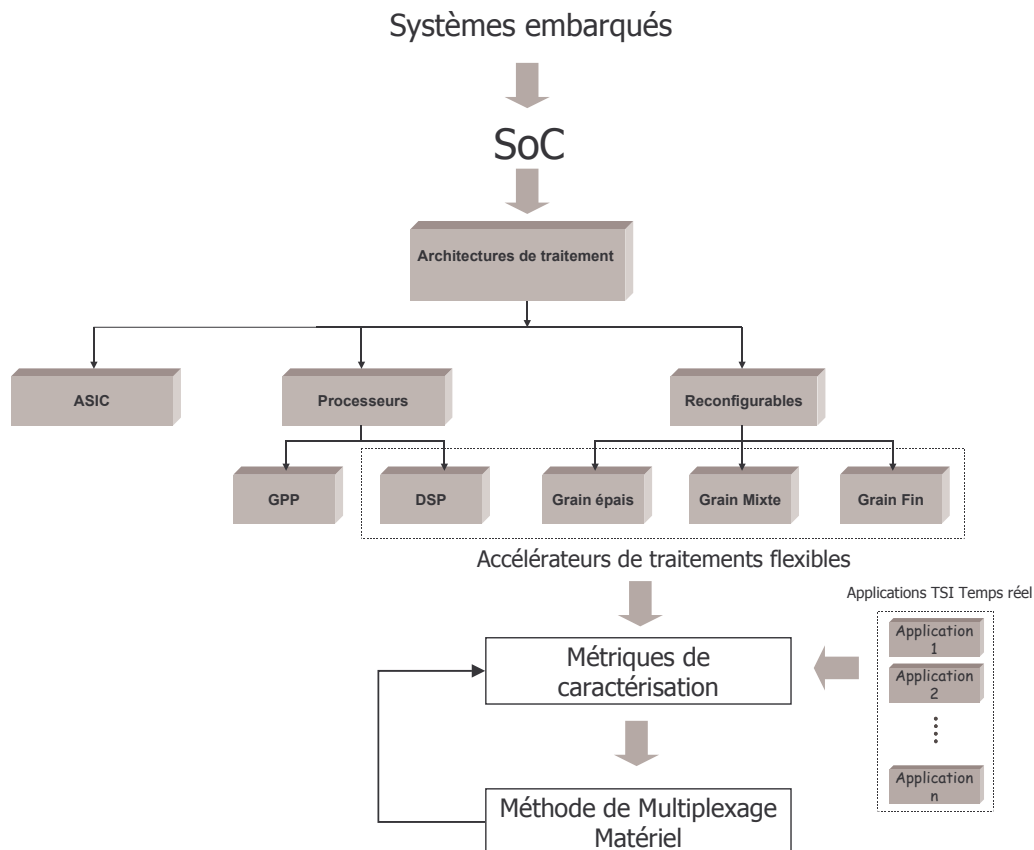 Systèmes embarqués
SoC
Architectures de traitement
ASIC
Processeurs
Reconfigurables
GPP
DSP
Grain épais
Grain Mixte
Grain Fin
Accélérateurs de traitements flexibles
Applications TSI Temps réel
Application
1
Application
2
Application
n
Métriques de
caractérisation
Méthode de Multiplexage
Matériel